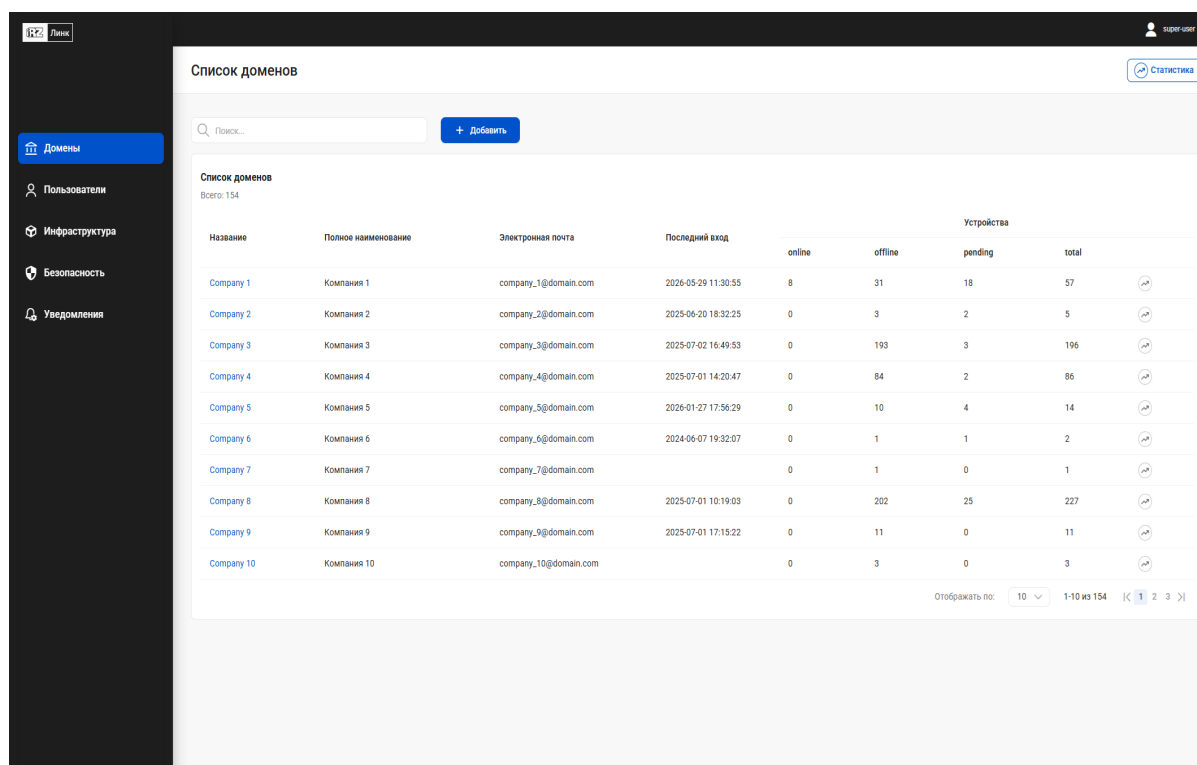 iRZ Линк
super-user
Список доменов
Статистика
Поиск...
+ Добавить
Домены
Пользователи
Инфраструктура
Безопасность
Уведомления
Список доменов
Всего: 154
Устройства
Название Полное наименование Электронная почта Последний вход
online offline pending total
Company 1 Компания 1 company_1@domain.com 2026-05-29 11:30:55 8 31 18 57
Company 2 Компания 2 company_2@domain.com 2025-06-20 18:32:25 0 3 2 5
Company 3 Компания 3 company_3@domain.com 2025-07-02 16:49:53 0 193 3 196
Company 4 Компания 4 company_4@domain.com 2025-07-01 14:20:47 0 84 2 86
Company 5 Компания 5 company_5@domain.com 2026-01-27 17:56:29 0 10 4 14
Company 6 Компания 6 company_6@domain.com 2024-06-07 19:32:07 0 1 1 2
Company 7 Компания 7 company_7@domain.com 0 1 0 1
Company 8 Компания 8 company_8@domain.com 2025-07-01 10:19:03 0 202 25 227
Company 9 Компания 9 company_9@domain.com 2025-07-01 17:15:22 0 11 0 11
Company 10 Компания 10 company_10@domain.com 0 3 0 3
Отображать по: 10 1-10 из 154 1 2 3